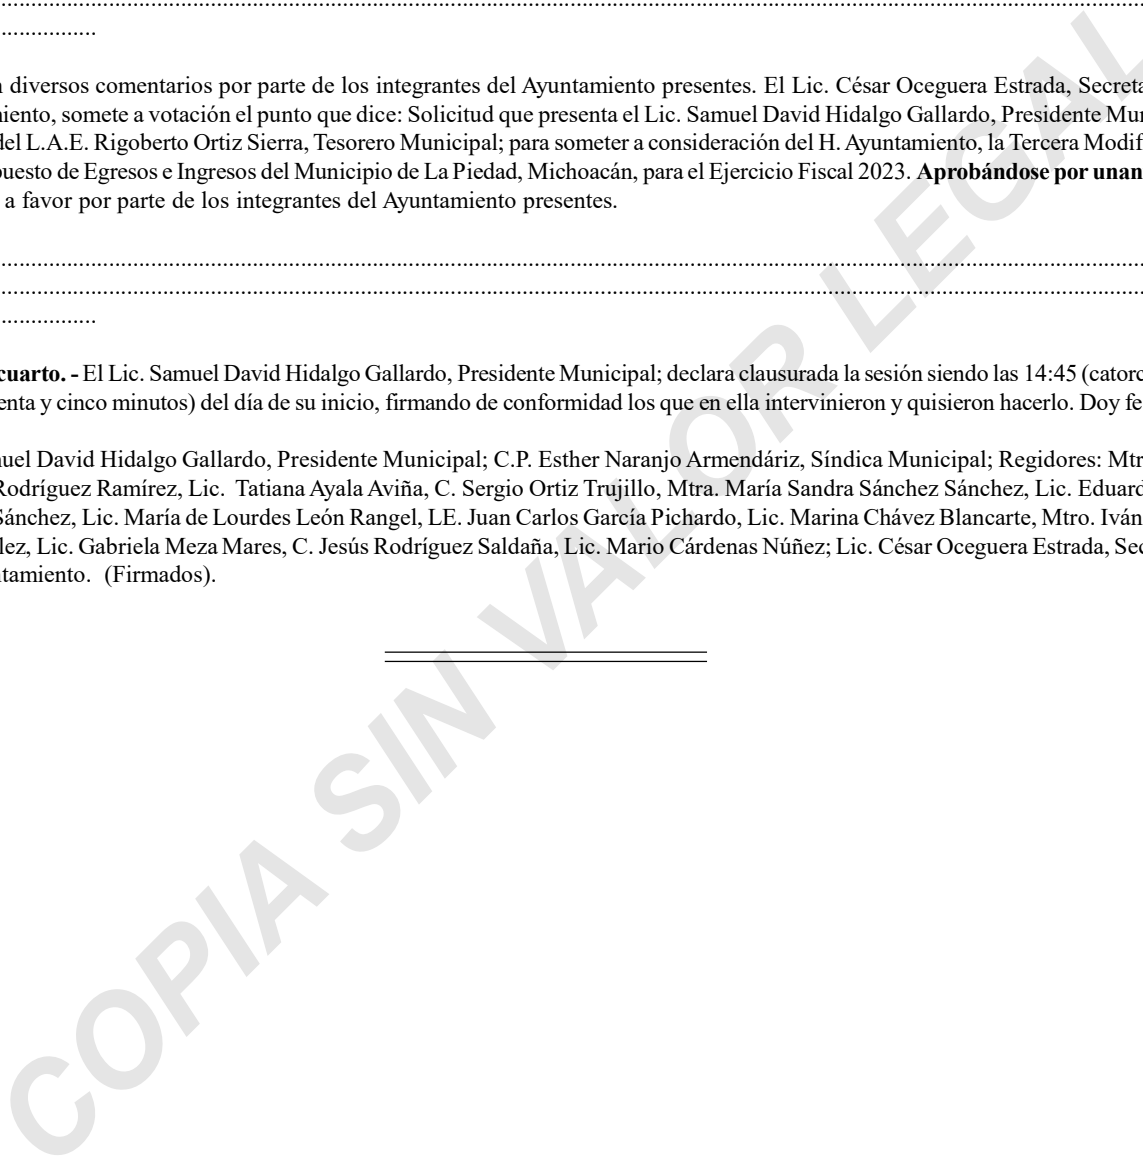 diversos comentarios por parte de los integrantes del Ayuntamiento presentes. El Lic. César Oceguera Estrada, Secreta
niento, somete a votación el punto que dice: Solicitud que presenta el Lic. Samuel David Hidalgo Gallardo, Presidente Mun
del L.A.E. Rigoberto Ortiz Sierra, Tesorero Municipal; para someter a consideración del H. Ayuntamiento, la Tercera Modif
puesto de Egresos e Ingresos del Municipio de La Piedad, Michoacán, para el Ejercicio Fiscal 2023. Aprobándose por unan
a favor por parte de los integrantes del Ayuntamiento presentes.
cuarto. - El Lic. Samuel David Hidalgo Gallardo, Presidente Municipal; declara clausurada la sesión siendo las 14:45 (catorc
enta y cinco minutos) del día de su inicio, firmando de conformidad los que en ella intervinieron y quisieron hacerlo. Doy fe
uel David Hidalgo Gallardo, Presidente Municipal; C.P. Esther Naranjo Armendáriz, Síndica Municipal; Regidores: Mtr
Rodríguez Ramírez, Lic. Tatiana Ayala Aviña, C. Sergio Ortiz Trujillo, Mtra. María Sandra Sánchez Sánchez, Lic. Eduard
Sánchez, Lic. María de Lourdes León Rangel, LE. Juan Carlos García Pichardo, Lic. Marina Chávez Blancarte, Mtro. Iván
lez, Lic. Gabriela Meza Mares, C. Jesús Rodríguez Saldaña, Lic. Mario Cárdenas Núñez; Lic. César Oceguera Estrada, Sec
ntamiento. (Firmados).
COPIA SIN VALOR LEGAL